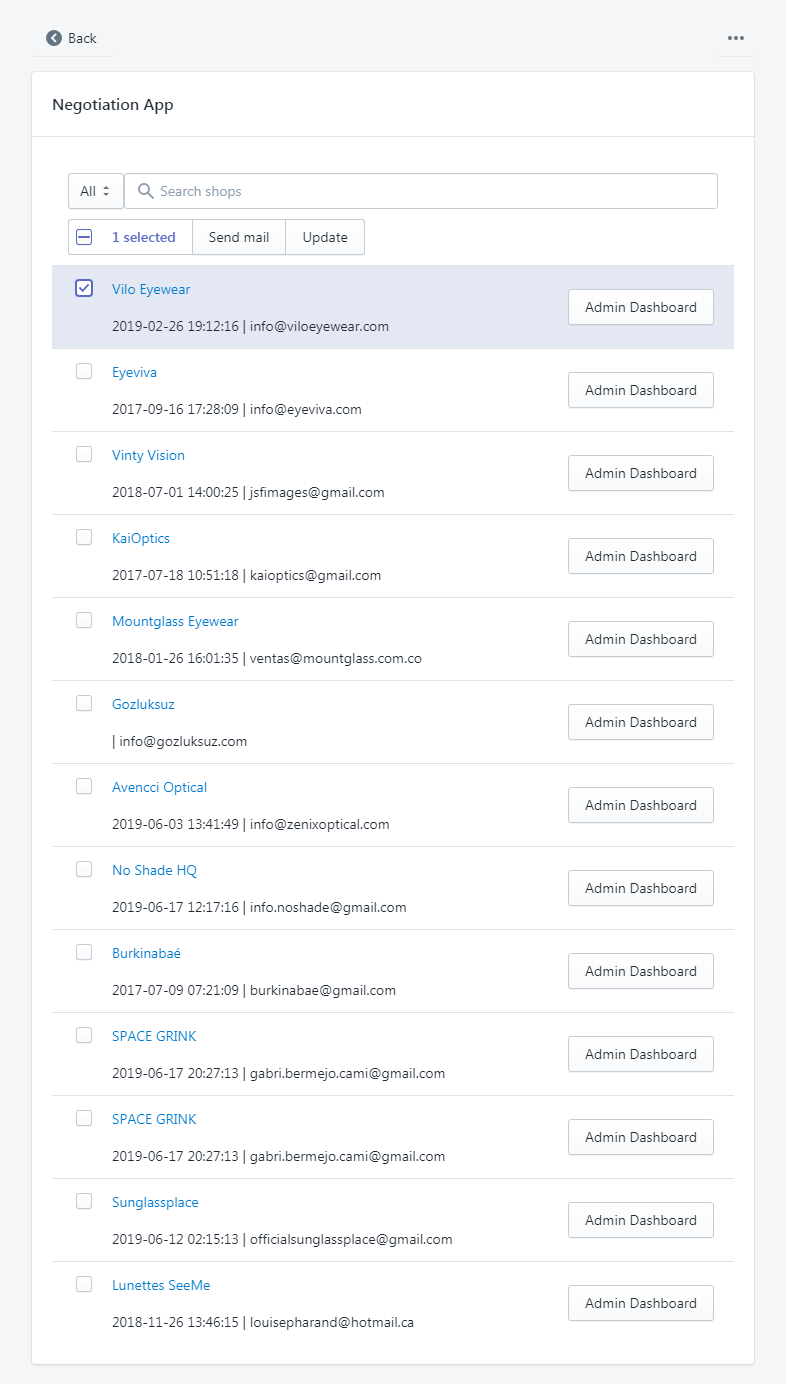 Back
Negotiation App
All
Search shops
1 selected Send mail Update
Vilo Eyewear
Admin Dashboard
2019-02-26 19:12:16 | info@viloeyewear.com
Eyeviva
Admin Dashboard
2017-09-16 17:28:09 | info@eyeviva.com
Vinty Vision
Admin Dashboard
2018-07-01 14:00:25 | jsfimages@gmail.com
KaiOptics
Admin Dashboard
2017-07-18 10:51:18 | kaioptics@gmail.com
Mountglass Eyewear
Admin Dashboard
2018-01-26 16:01:35 | ventas@mountglass.com.co
Gozluksuz
Admin Dashboard
| info@gozluksuz.com
Avencci Optical
Admin Dashboard
2019-06-03 13:41:49 | info@zenixoptical.com
No Shade HQ
Admin Dashboard
2019-06-17 12:17:16 | info.noshade@gmail.com
Burkinabaé
Admin Dashboard
2017-07-09 07:21:09 | burkinabae@gmail.com
SPACE GRINK
Admin Dashboard
2019-06-17 20:27:13 | gabri.bermejo.cami@gmail.com
SPACE GRINK
Admin Dashboard
2019-06-17 20:27:13 | gabri.bermejo.cami@gmail.com
Sunglassplace
Admin Dashboard
2019-06-12 02:15:13 | officialsunglassplace@gmail.com
Lunettes SeeMe
Admin Dashboard
2018-11-26 13:46:15 | louisepharand@hotmail.ca